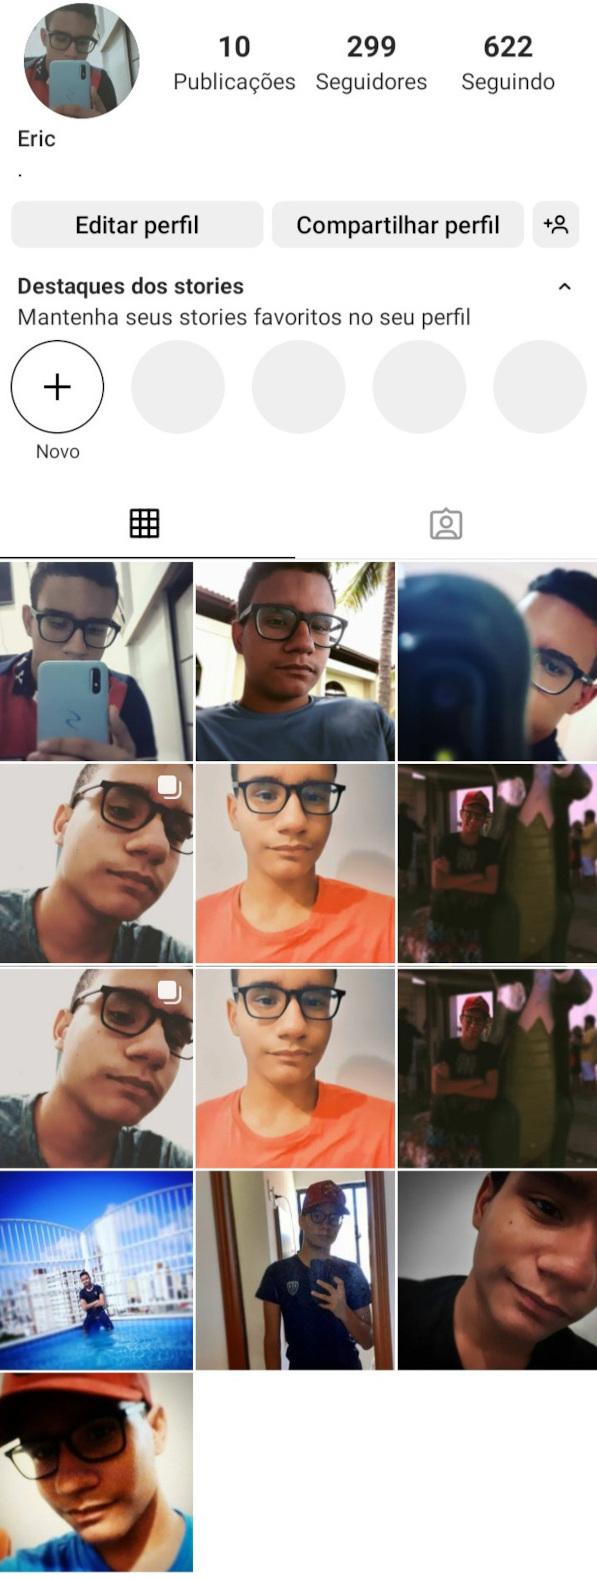 10 299 622
Publicações Seguidores Seguindo
Eric
.
Editar perfil Compartilhar perfil
Destaques dos stories
Mantenha seus stories favoritos no seu perfil
Novo